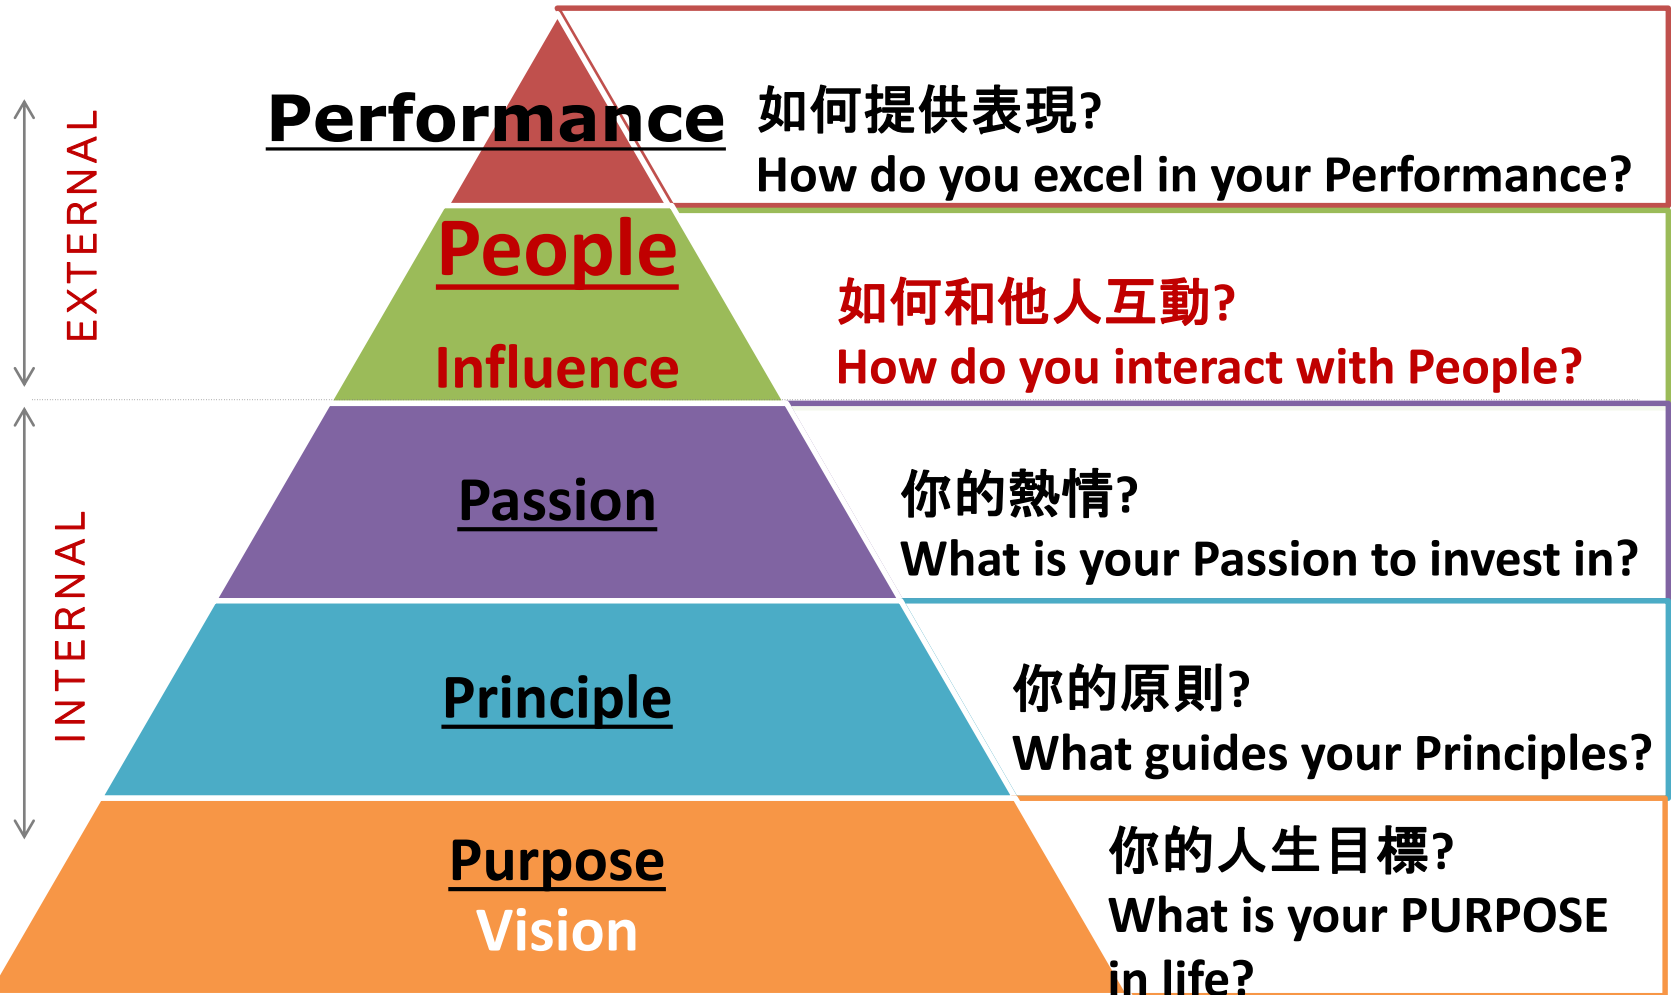 EXTERNAL
Performance
如何提供表現?
How do you excel in your Performance?
People
Influence
如何和他人互動?
How do you interact with People?
INTERNAL
Passion
你的熱情?
What is your Passion to invest in?
Principle
你的原則?
What guides your Principles?
Purpose
Vision
你的人生目標?
What is your PURPOSE
in life?